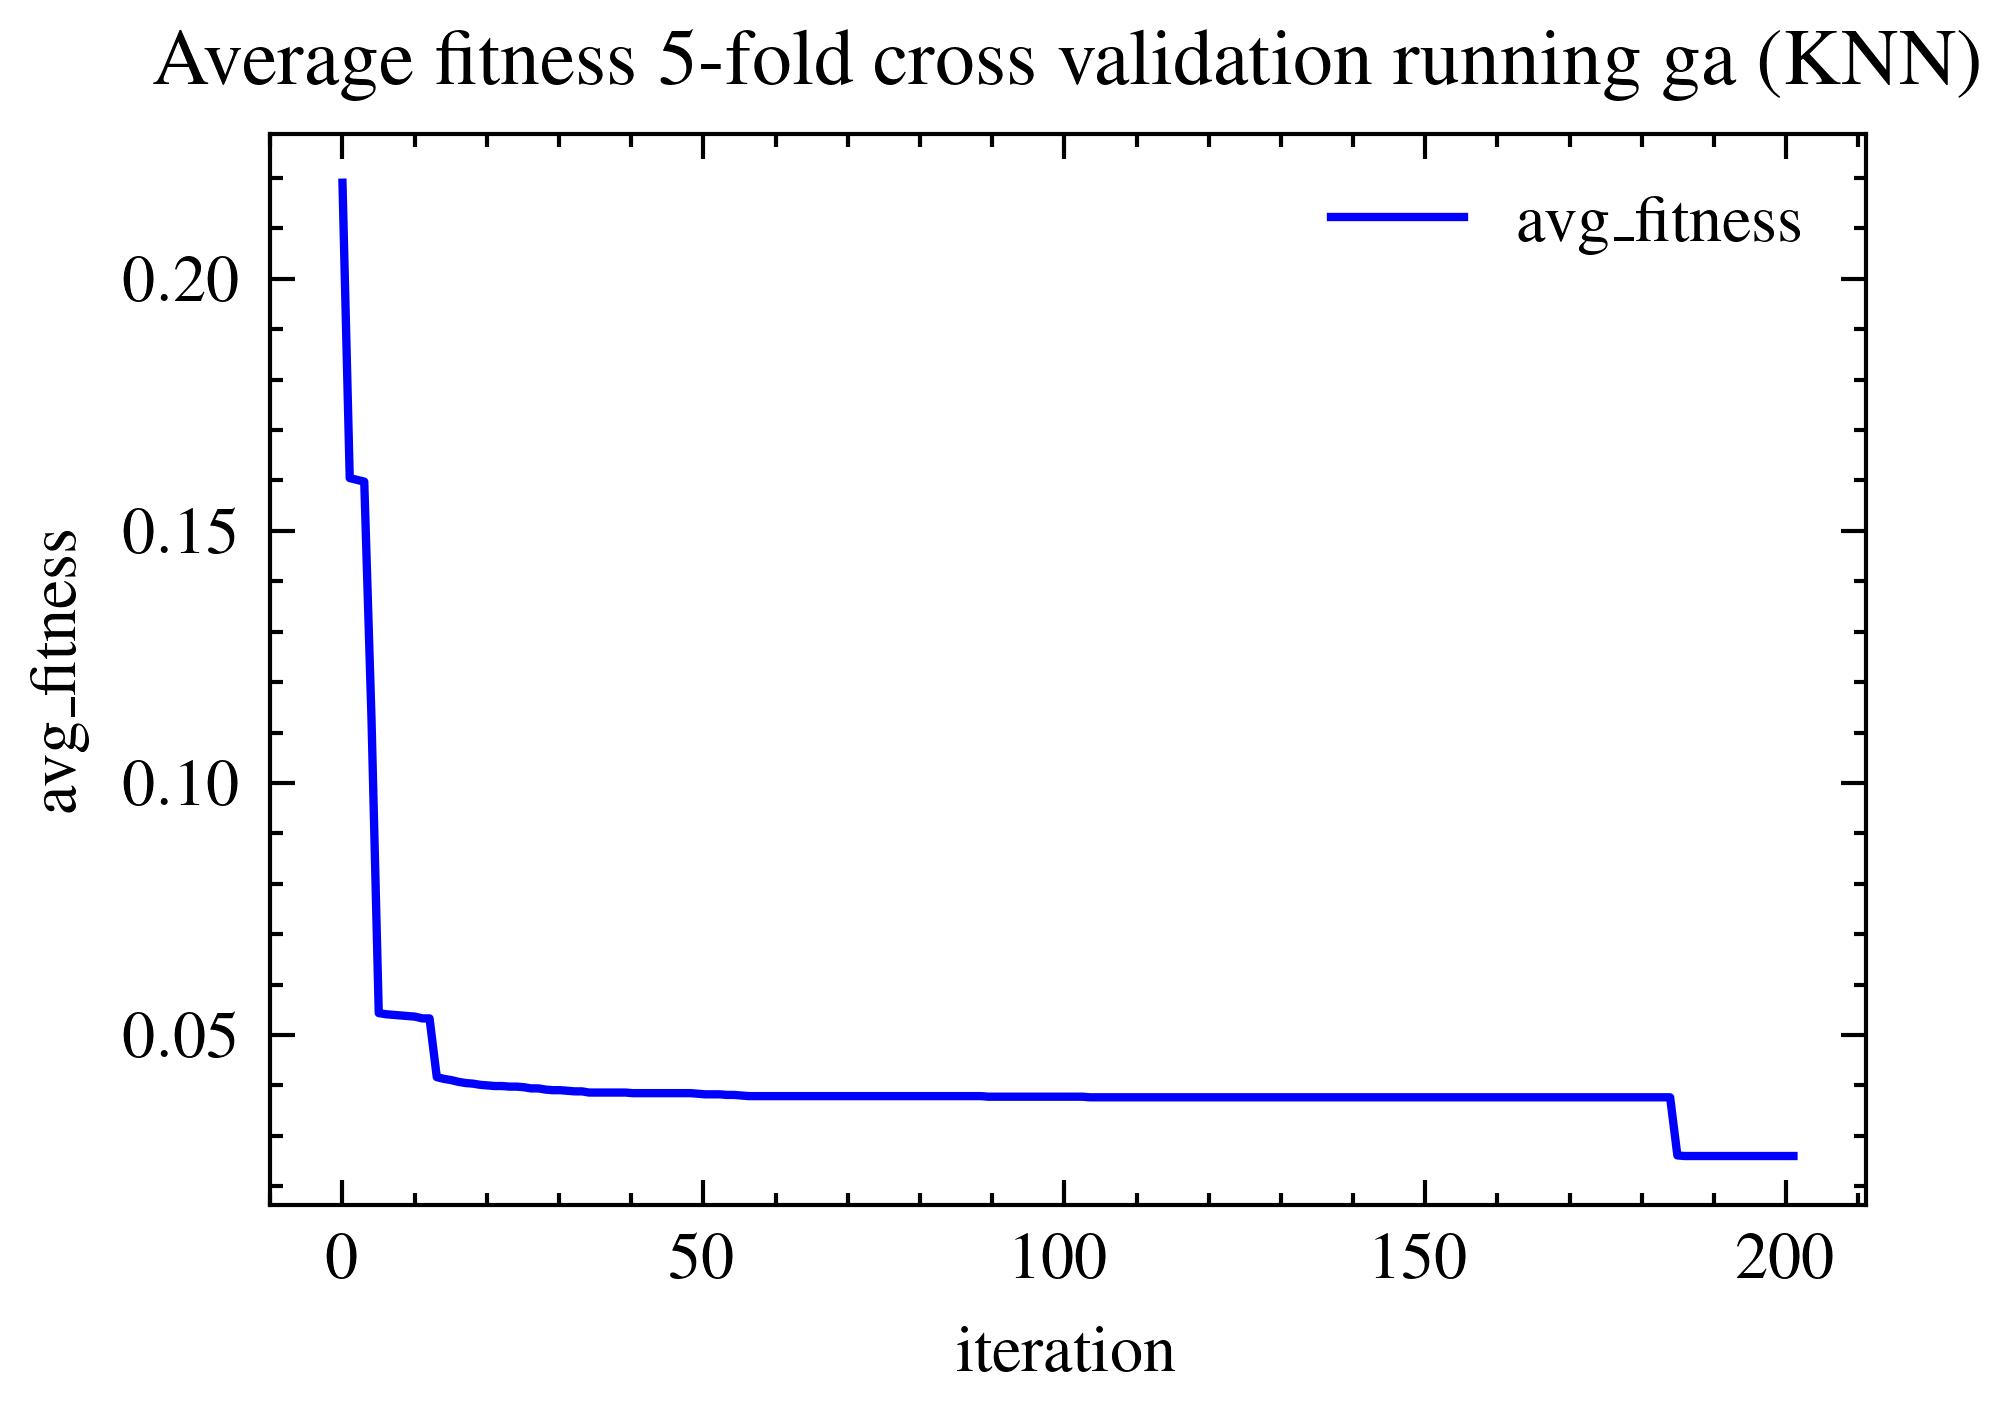 Average fitness 5-fold cross validation running ga (KNN)
avg_fitness
0.20
0.15
0.10
0.05
avg_fitness
0 50 100 150 200
iteration